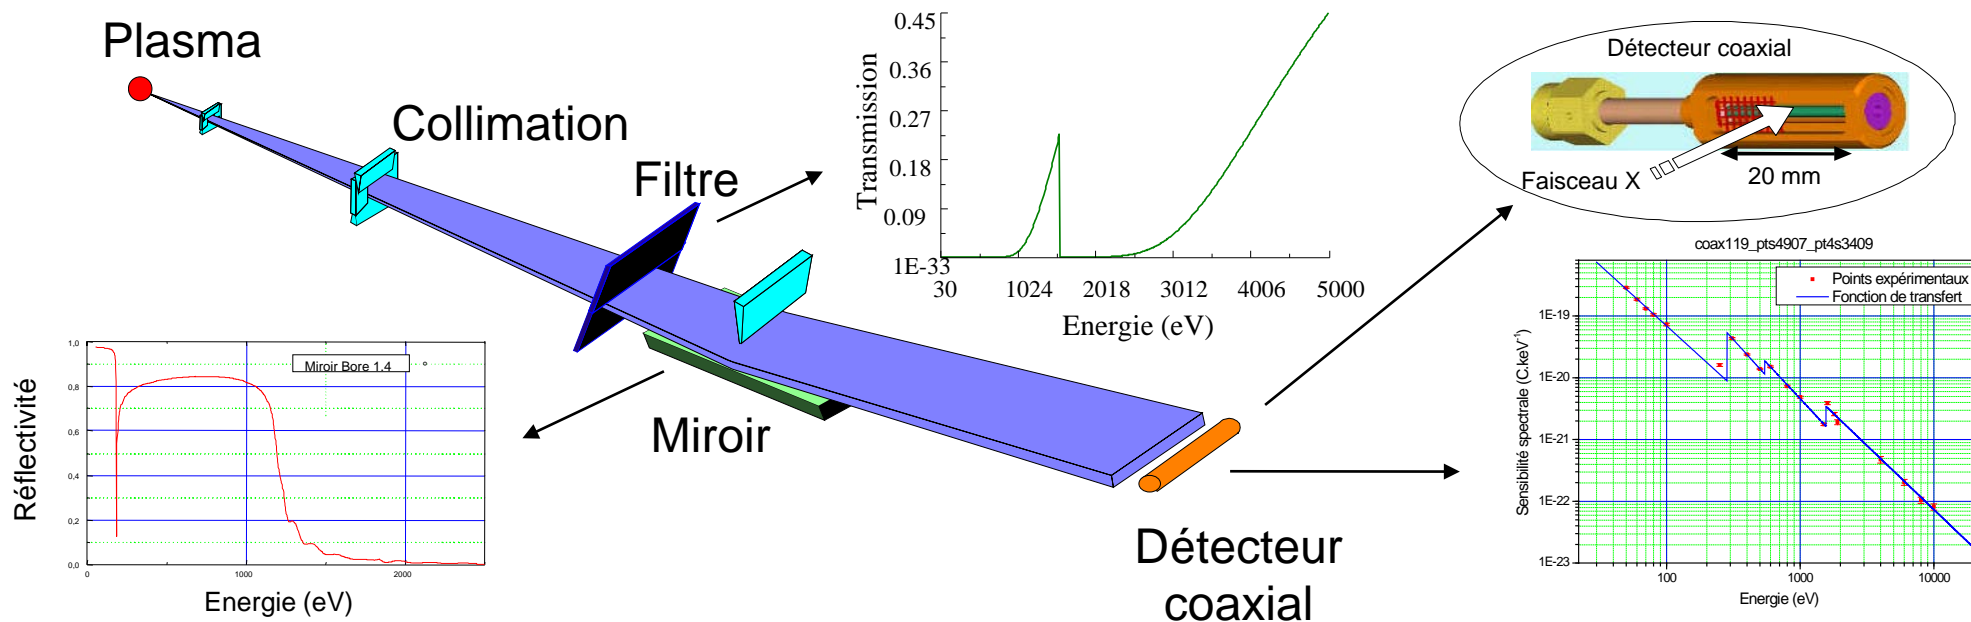 Plasma
Collimation
Filtre
Miroir
Détecteur
coaxial
Transmission
0.45
0.36
0.27
0.18
0.09
1E-33
30 1024 2018 3012 4006 5000
Energie (eV)
Détecteur coaxial
Faisceau X
20 mm
coax119_pts4907_pt4s3409
Points expérimentaux
Fonction de transfert
Sensibilité spectrale (C.keV⁻¹)
1E-19
1E-20
1E-21
1E-22
1E-23
100 1000 10000
Energie (eV)
Réflectivité
Miroir Bore 1.4 °
1,0
0,8
0,6
0,4
0,2
0,0
0 1000 2000
Energie (eV)